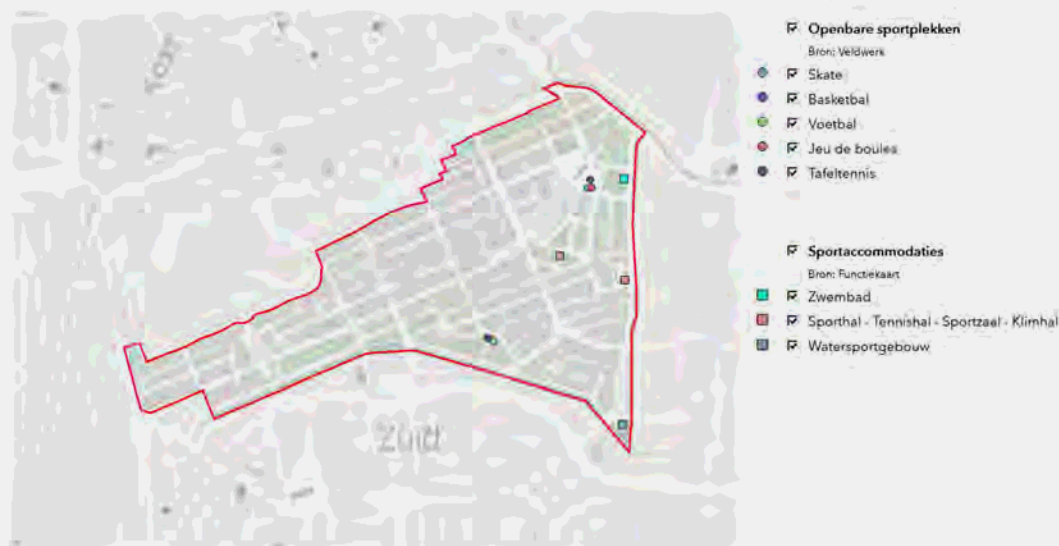 Openbare sportplekken
Bron: Veldwerk
Skate
Basketbal
Voetbal
Jeu de boules
Tafeltennis
Sportaccommodaties
Bron: Functiekaart
Zwembad
Sporthal - Tennishal - Sportzaal - Klimhal
Watersportgebouw
Zuid